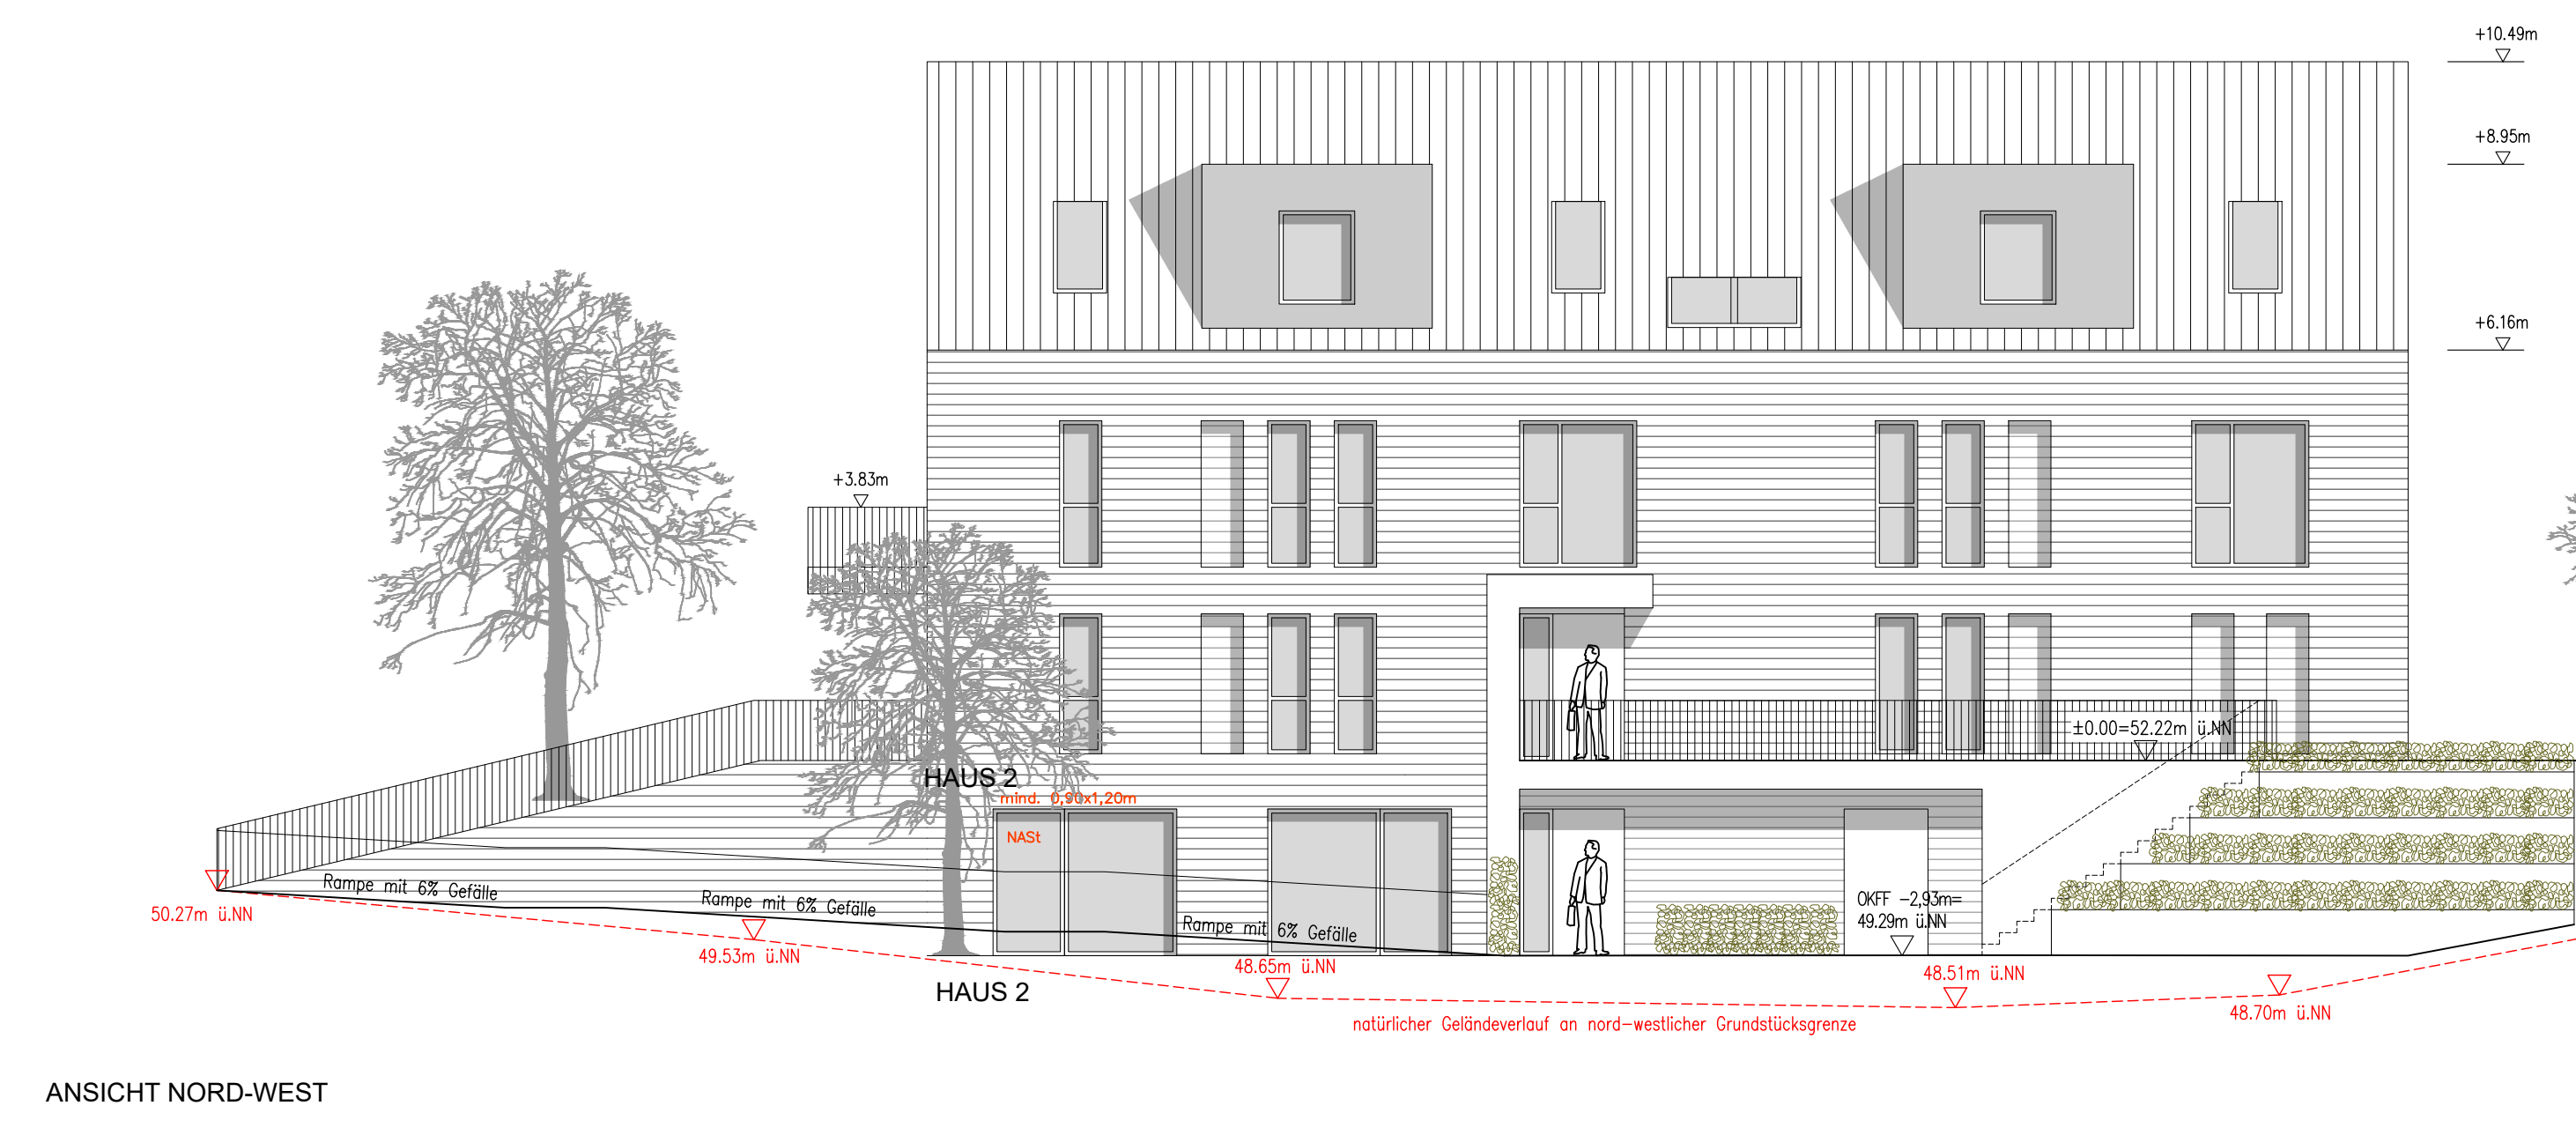 +10.49m
+8.95m
+6.16m
+3.83m
±0.00=52.22m ü.NN
HAUS 2
mind. 0,90x1,20m
NASt
Rampe mit 6% Gefälle
Rampe mit 6% Gefälle
Rampe mit 6% Gefälle
OKFF -2,93m=
49.29m ü.NN
50.27m ü.NN
49.53m ü.NN
48.65m ü.NN
48.51m ü.NN
48.70m ü.NN
HAUS 2
natürlicher Geländeverlauf an nord-westlicher Grundstücksgrenze
ANSICHT NORD-WEST